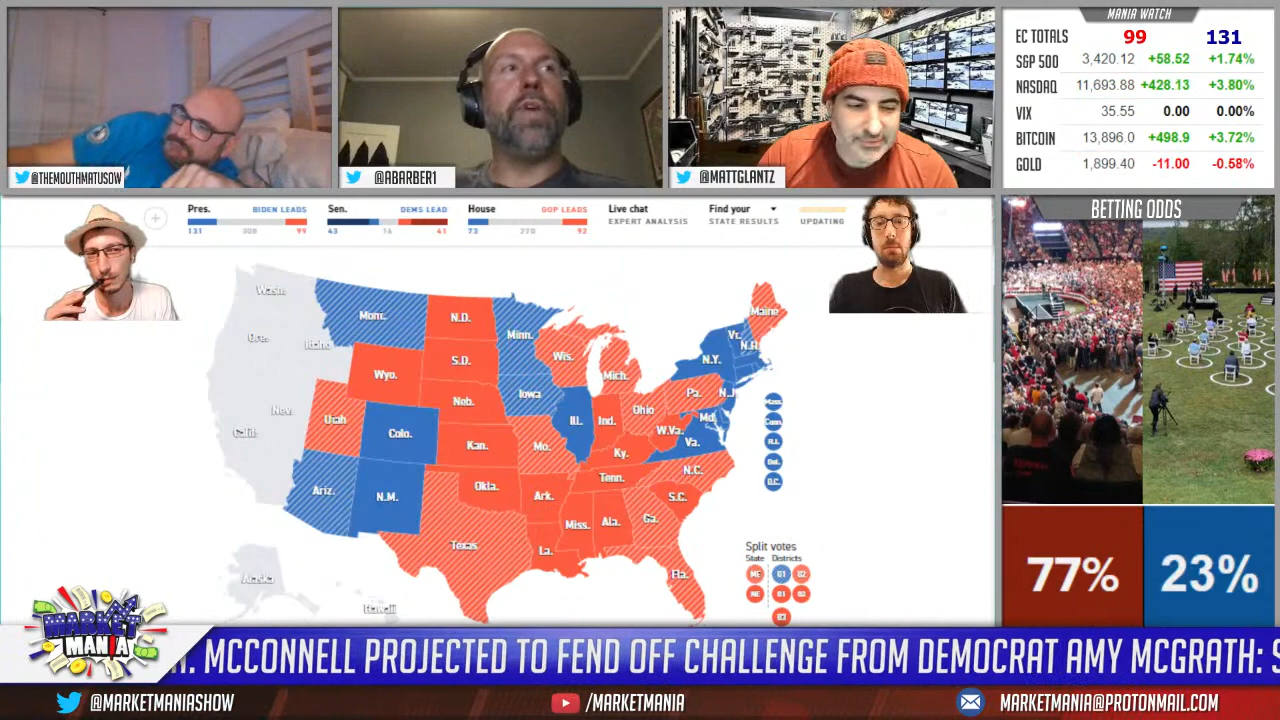 @THEMOUTHMATUSOW
@ABARBER1
@MATTGLANTZ
MANIA WATCH
EC TOTALS 99 131
S&P 500 3,420.12 +58.52 +1.74%
NASDAQ 11,693.88 +428.13 +3.80%
VIX 35.55 0.00 0.00%
BITCOIN 13,896.0 +498.9 +3.72%
GOLD 1,899.40 -11.00 -0.58%
Pres. BIDEN LEADS
131 308 99
Sen. DEMS LEAD
43 16 41
House GOP LEADS
73 270 92
Live chat
EXPERT ANALYSIS
Find your
STATE RESULTS
UPDATING
BETTING ODDS
Wash.
Mont.
N.D.
Minn.
Maine
Ore.
Idaho
S.D.
Wis.
Mich.
Vt.
N.H.
N.Y.
Wyo.
Iowa
Pa.
N.J.
Nev.
Utah
Neb.
Ill.
Ind.
Ohio
Md.
Mass.
Calif.
Colo.
Kan.
Mo.
Ky.
W.Va.
Va.
Conn.
R.I.
Del.
D.C.
Ariz.
N.M.
Okla.
Ark.
Tenn.
N.C.
S.C.
Texas
La.
Miss.
Ala.
Ga.
Fla.
Alaska
Hawaii
Split votes
State Districts
ME 01 02
NE 01 02
03
77% 23%
MARKET
MANIA
. MCCONNELL PROJECTED TO FEND OFF CHALLENGE FROM DEMOCRAT AMY MCGRATH: S
@MARKETMANIASHOW
/MARKETMANIA
MARKETMANIA@PROTONMAIL.COM